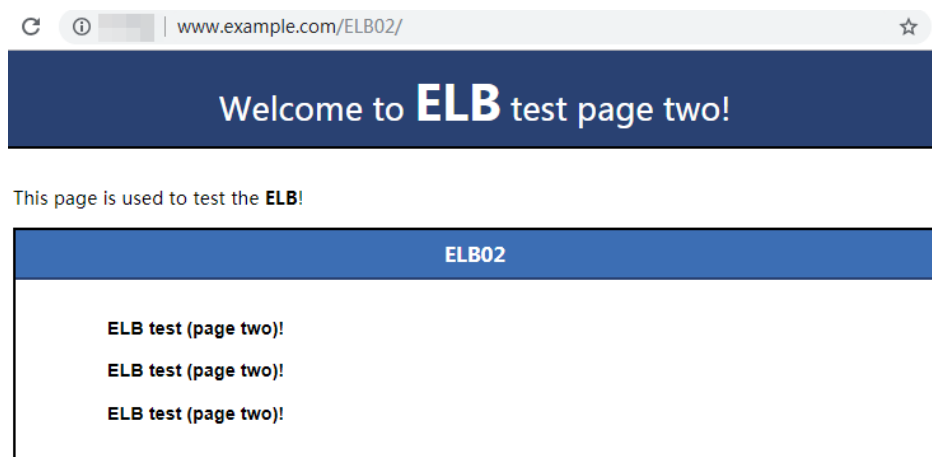 www.example.com/ELB02/
Welcome to ELB test page two!
This page is used to test the ELB!
ELB02
ELB test (page two)!
ELB test (page two)!
ELB test (page two)!